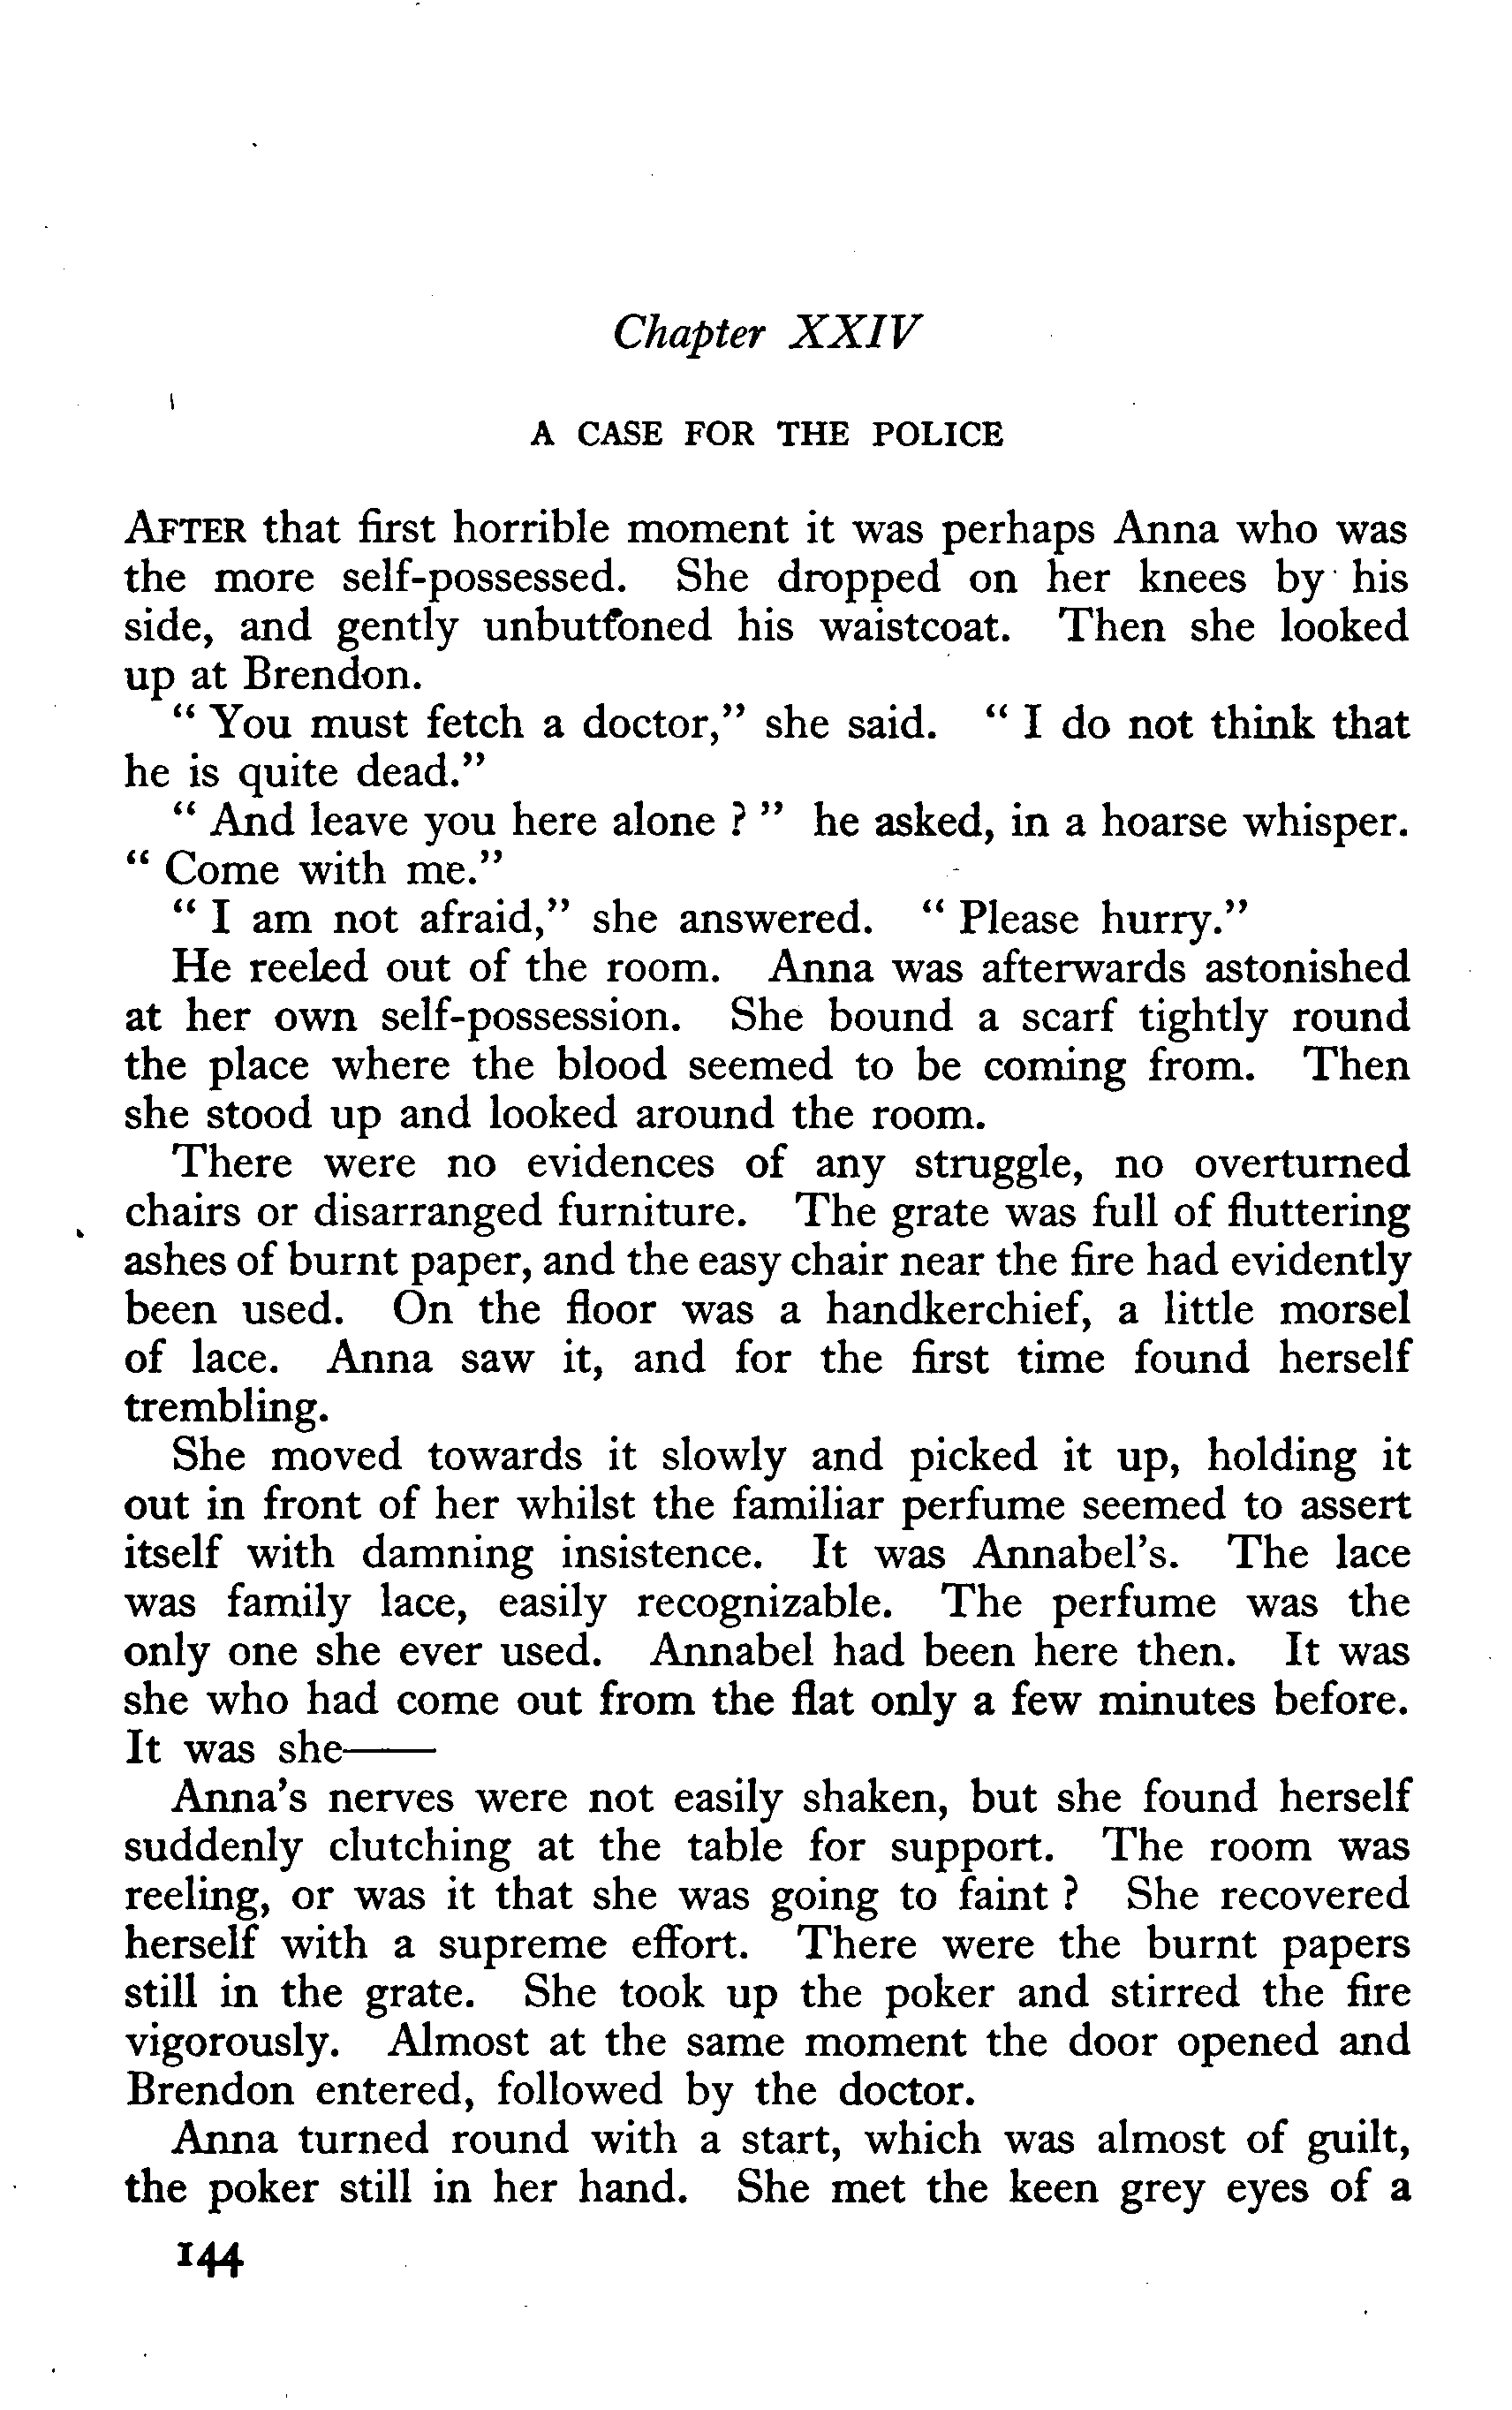 Chapter XXIV
A CASE FOR THE POLICE
AFTER that first horrible moment it was perhaps Anna who was
the more self-possessed. She dropped on her knees by his
side, and gently unbuttoned his waistcoat. Then she looked
up at Brendon.
" You must fetch a doctor," she said. " I do not think that
he is quite dead."
" And leave you here alone ? " he asked, in a hoarse whisper.
" Come with me."
" I am not afraid," she answered. " Please hurry."
He reeled out of the room. Anna was afterwards astonished
at her own self-possession. She bound a scarf tightly round
the place where the blood seemed to be coming from. Then
she stood up and looked around the room.
There were no evidences of any struggle, no overturned
chairs or disarranged furniture. The grate was full of fluttering
ashes of burnt paper, and the easy chair near the fire had evidently
been used. On the floor was a handkerchief, a little morsel
of lace. Anna saw it, and for the first time found herself
trembling.
She moved towards it slowly and picked it up, holding it
out in front of her whilst the familiar perfume seemed to assert
itself with damning insistence. It was Annabel's. The lace
was family lace, easily recognizable. The perfume was the
only one she ever used. Annabel had been here then. It was
she who had come out from the flat only a few minutes before.
It was she——
Anna's nerves were not easily shaken, but she found herself
suddenly clutching at the table for support. The room was
reeling, or was it that she was going to faint ? She recovered
herself with a supreme effort. There were the burnt papers
still in the grate. She took up the poker and stirred the fire
vigorously. Almost at the same moment the door opened and
Brendon entered, followed by the doctor.
Anna turned round with a start, which was almost of guilt,
the poker still in her hand. She met the keen grey eyes of a
144